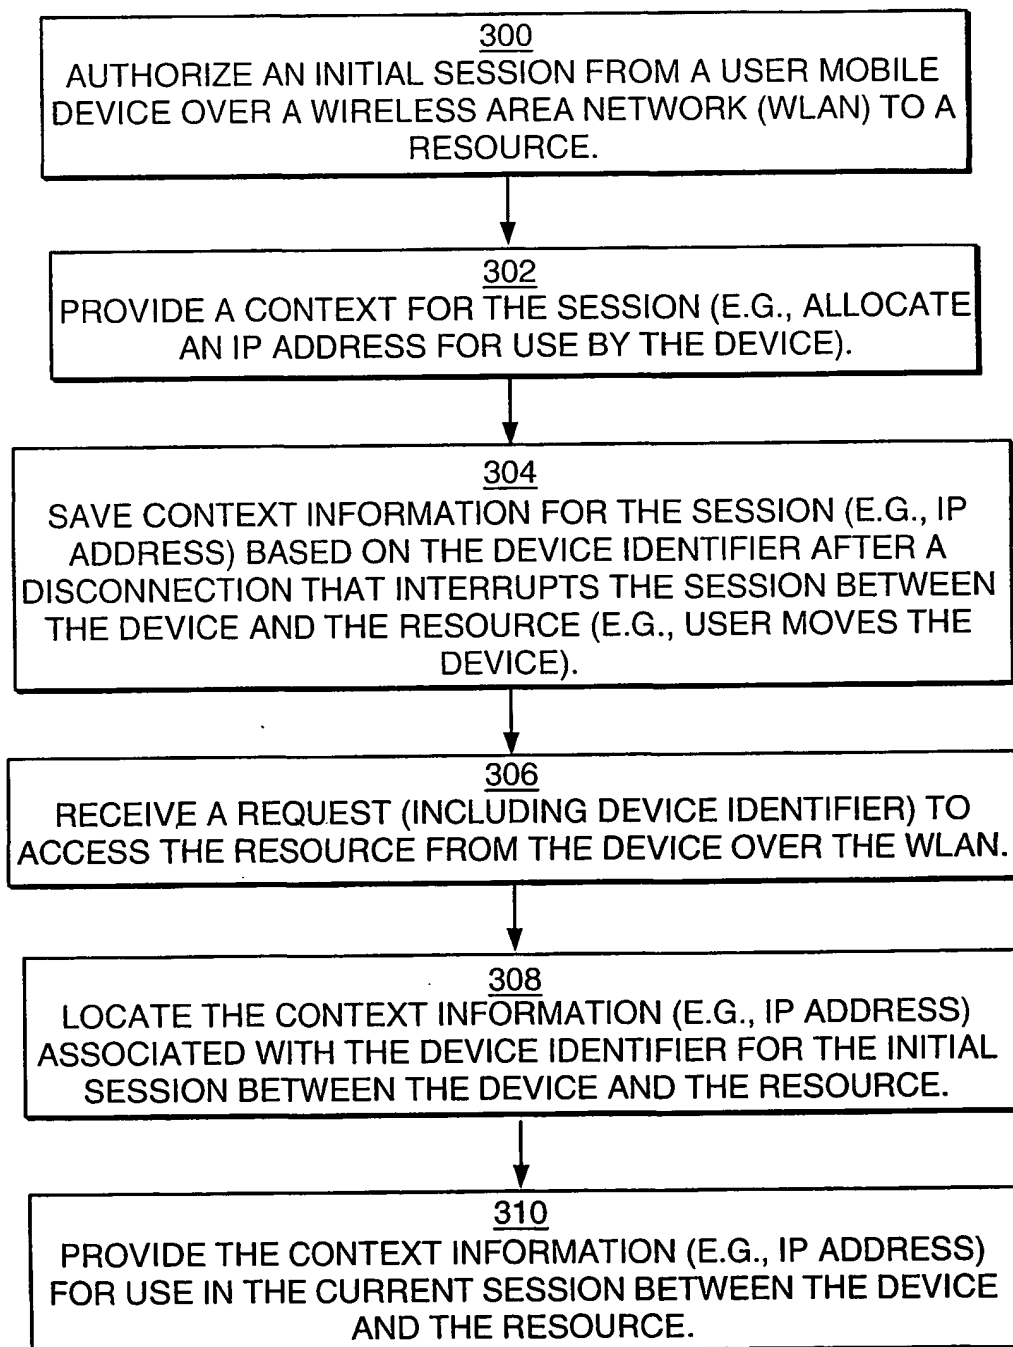 300
AUTHORIZE AN INITIAL SESSION FROM A USER MOBILE
DEVICE OVER A WIRELESS AREA NETWORK (WLAN) TO A
RESOURCE.
302
PROVIDE A CONTEXT FOR THE SESSION (E.G., ALLOCATE
AN IP ADDRESS FOR USE BY THE DEVICE).
304
SAVE CONTEXT INFORMATION FOR THE SESSION (E.G., IP
ADDRESS) BASED ON THE DEVICE IDENTIFIER AFTER A
DISCONNECTION THAT INTERRUPTS THE SESSION BETWEEN
THE DEVICE AND THE RESOURCE (E.G., USER MOVES THE
DEVICE).
306
RECEIVE A REQUEST (INCLUDING DEVICE IDENTIFIER) TO
ACCESS THE RESOURCE FROM THE DEVICE OVER THE WLAN.
308
LOCATE THE CONTEXT INFORMATION (E.G., IP ADDRESS)
ASSOCIATED WITH THE DEVICE IDENTIFIER FOR THE INITIAL
SESSION BETWEEN THE DEVICE AND THE RESOURCE.
310
PROVIDE THE CONTEXT INFORMATION (E.G., IP ADDRESS)
FOR USE IN THE CURRENT SESSION BETWEEN THE DEVICE
AND THE RESOURCE.